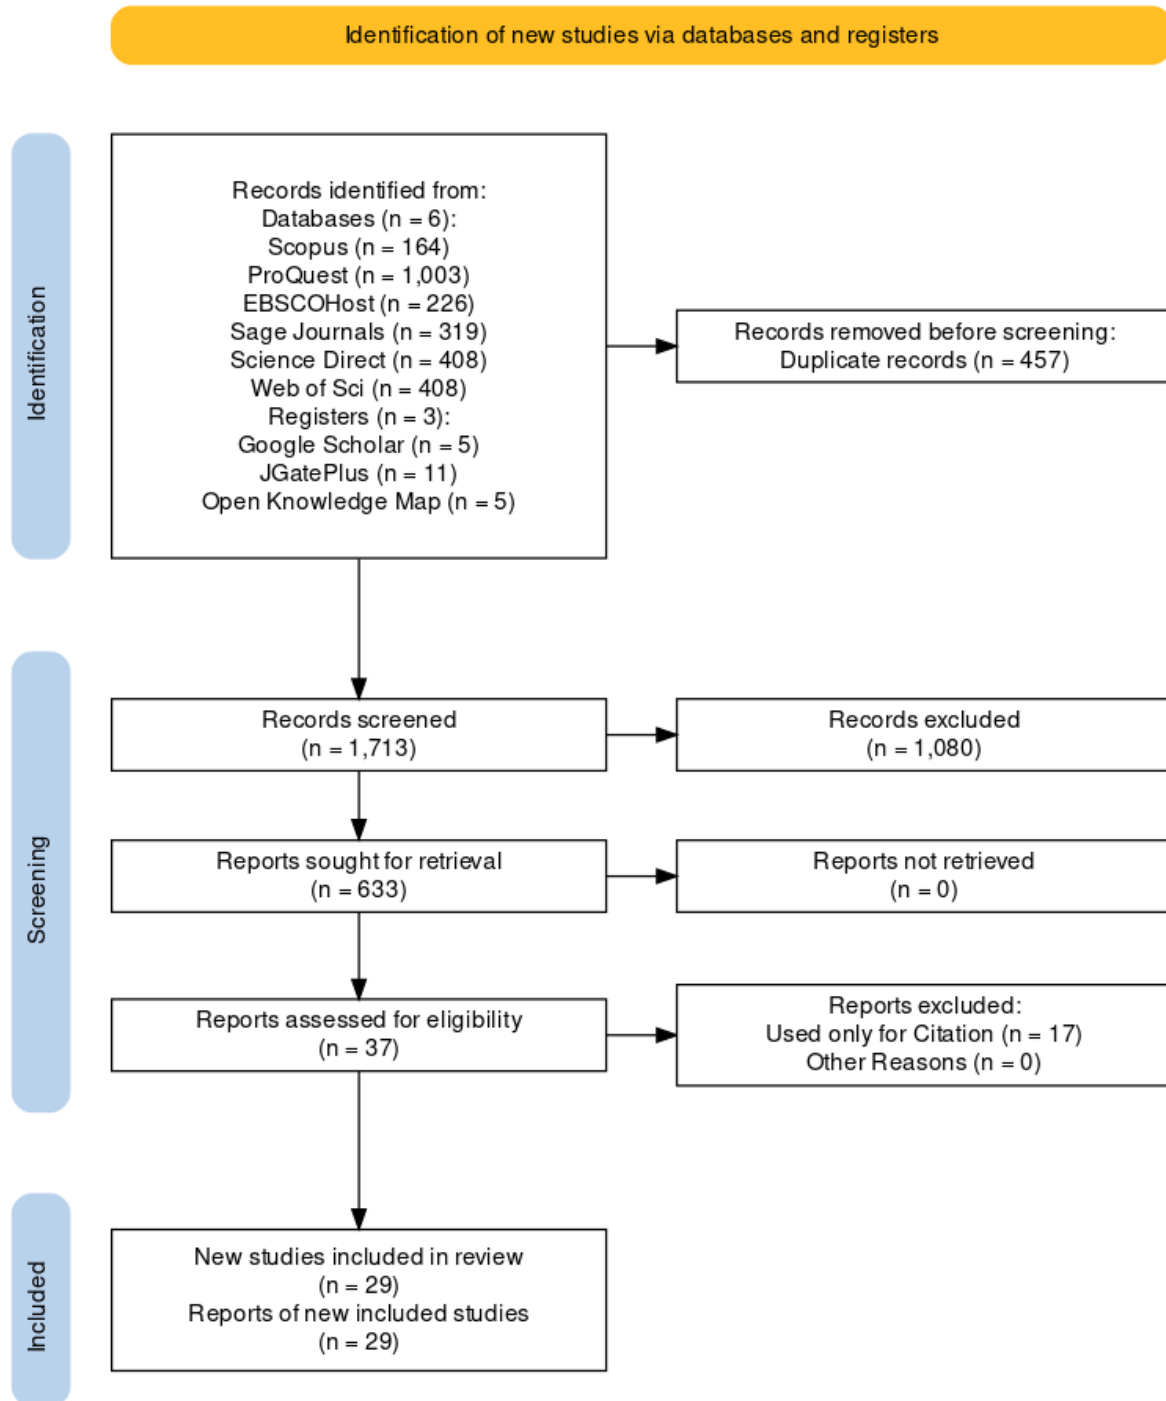 Identification of new studies via databases and registers
Identification
Records identified from:
Databases (n = 6):
Scopus (n = 164)
ProQuest (n = 1,003)
EBSCOHost (n = 226)
Sage Journals (n = 319)
Science Direct (n = 408)
Web of Sci (n = 408)
Registers (n = 3):
Google Scholar (n = 5)
JGatePlus (n = 11)
Open Knowledge Map (n = 5)
Records removed before screening:
Duplicate records (n = 457)
Screening
Records screened
(n = 1,713)
Records excluded
(n = 1,080)
Reports sought for retrieval
(n = 633)
Reports not retrieved
(n = 0)
Reports assessed for eligibility
(n = 37)
Reports excluded:
Used only for Citation (n = 17)
Other Reasons (n = 0)
Included
New studies included in review
(n = 29)
Reports of new included studies
(n = 29)